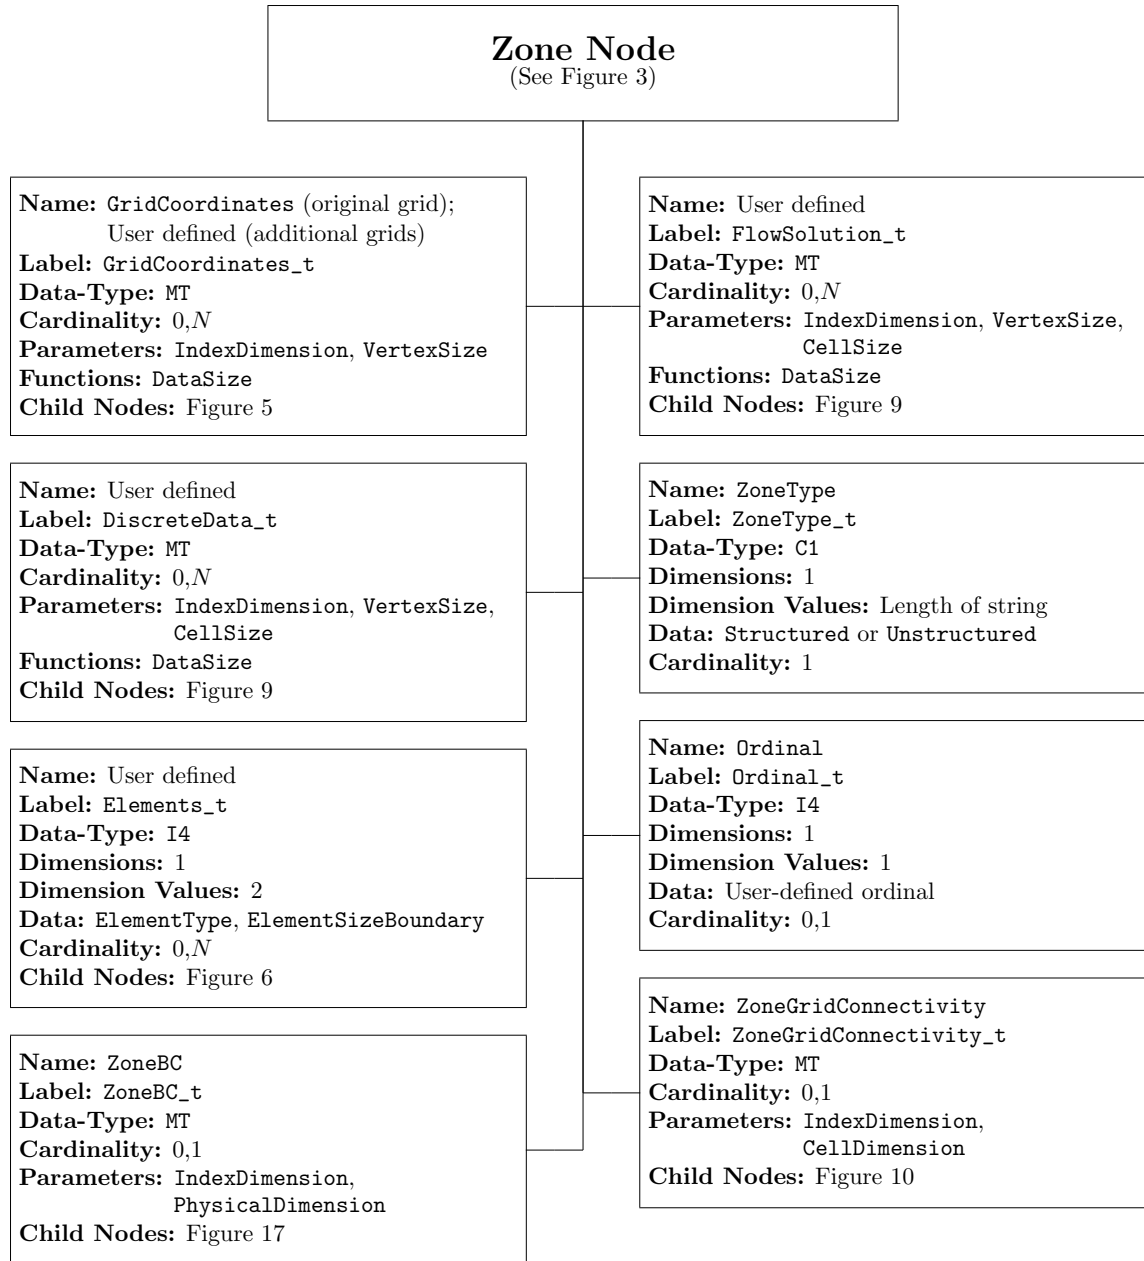 Zone Node
(See Figure 3)
Name: GridCoordinates (original grid);
User defined (additional grids)
Label: GridCoordinates_t
Data-Type: MT
Cardinality: 0,N
Parameters: IndexDimension, VertexSize
Functions: DataSize
Child Nodes: Figure 5
Name: User defined
Label: FlowSolution_t
Data-Type: MT
Cardinality: 0,N
Parameters: IndexDimension, VertexSize,
CellSize
Functions: DataSize
Child Nodes: Figure 9
Name: User defined
Label: DiscreteData_t
Data-Type: MT
Cardinality: 0,N
Parameters: IndexDimension, VertexSize,
CellSize
Functions: DataSize
Child Nodes: Figure 9
Name: ZoneType
Label: ZoneType_t
Data-Type: C1
Dimensions: 1
Dimension Values: Length of string
Data: Structured or Unstructured
Cardinality: 1
Name: User defined
Label: Elements_t
Data-Type: I4
Dimensions: 1
Dimension Values: 2
Data: ElementType, ElementSizeBoundary
Cardinality: 0,N
Child Nodes: Figure 6
Name: Ordinal
Label: Ordinal_t
Data-Type: I4
Dimensions: 1
Dimension Values: 1
Data: User-defined ordinal
Cardinality: 0,1
Name: ZoneBC
Label: ZoneBC_t
Data-Type: MT
Cardinality: 0,1
Parameters: IndexDimension,
PhysicalDimension
Child Nodes: Figure 17
Name: ZoneGridConnectivity
Label: ZoneGridConnectivity_t
Data-Type: MT
Cardinality: 0,1
Parameters: IndexDimension,
CellDimension
Child Nodes: Figure 10